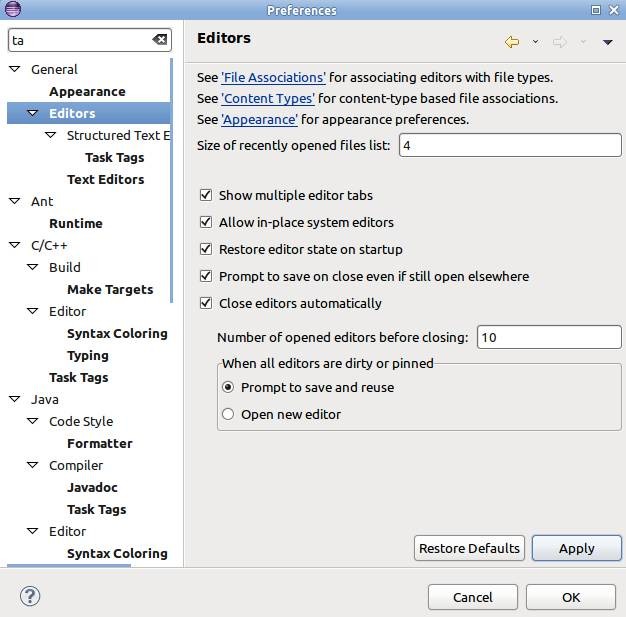 Preferences
ta
General
Appearance
Editors
Structured Text E
Task Tags
Text Editors
Ant
Runtime
C/C++
Build
Make Targets
Editor
Syntax Coloring
Typing
Task Tags
Java
Code Style
Formatter
Compiler
Javadoc
Task Tags
Editor
Syntax Coloring
Editors
See 'File Associations' for associating editors with file types.
See 'Content Types' for content-type based file associations.
See 'Appearance' for appearance preferences.
Size of recently opened files list: 4
Show multiple editor tabs
Allow in-place system editors
Restore editor state on startup
Prompt to save on close even if still open elsewhere
Close editors automatically
Number of opened editors before closing: 10
When all editors are dirty or pinned
Prompt to save and reuse
Open new editor
Restore Defaults Apply
? Cancel OK